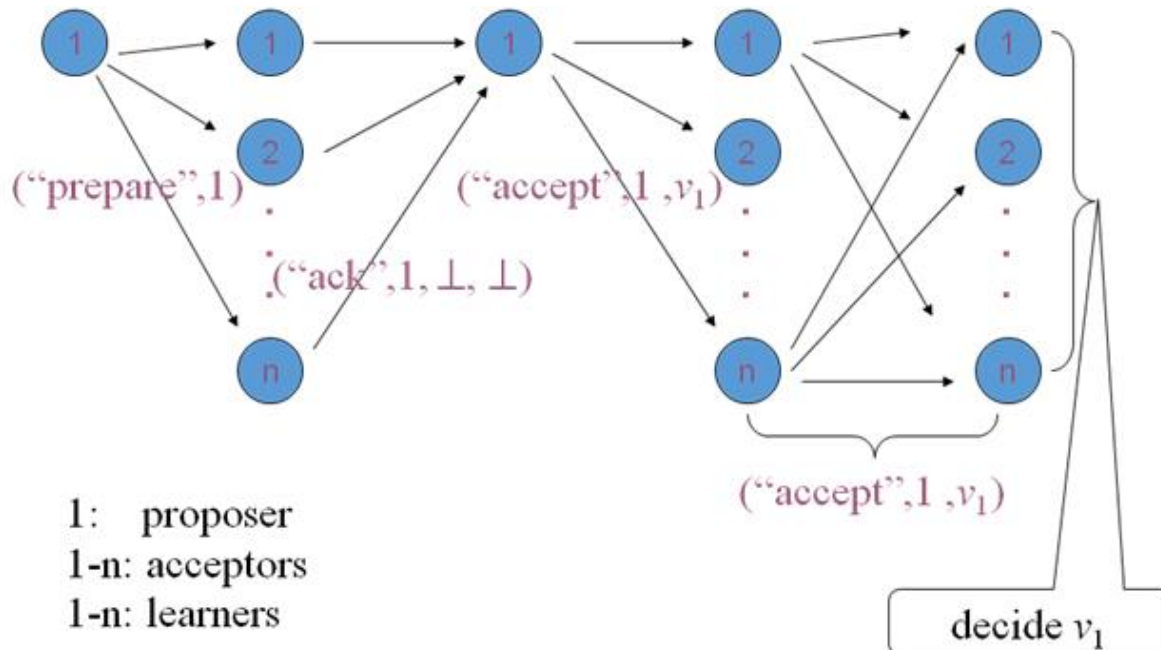 1 1 1 1 1
2 2 2
("prepare",1) ("accept",1 ,v₁)
("ack",1, ⊥, ⊥)
n n n
("accept",1 ,v₁)
1: proposer
1-n: acceptors
1-n: learners
decide v₁